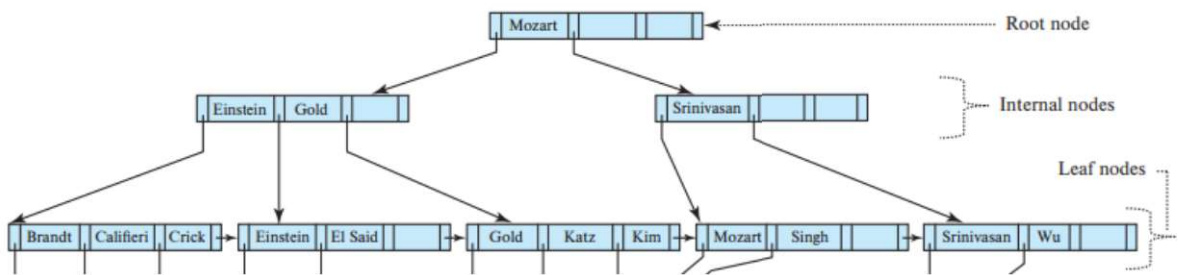 Mozart
Root node
Einstein Gold
Srinivasan
Internal nodes
Leaf nodes
Brandt Califieri Crick
Einstein El Said
Gold Katz Kim
Mozart Singh
Srinivasan Wu